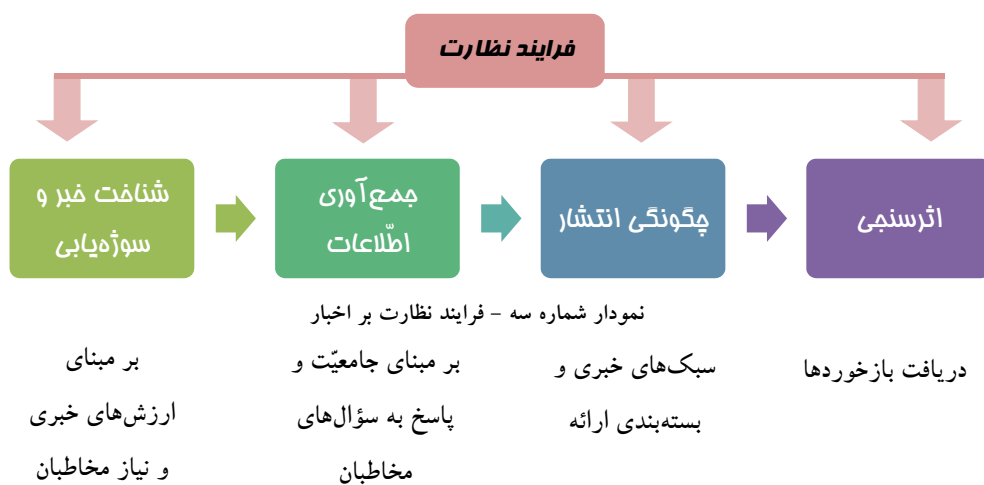 فرایند نظارت
شناخت خبر و
سوژه‌یابی
جمع‌آوری
اطّلاعات
چگونگی انتشار
اثرسنجی
نمودار شماره سه - فرایند نظارت بر اخبار
بر مبنای
ارزش‌های خبری
و نیاز مخاطبان
بر مبنای جامعیّت و
پاسخ به سؤال‌های
مخاطبان
سبک‌های خبری و
بسته‌بندی ارائه
دریافت بازخوردها